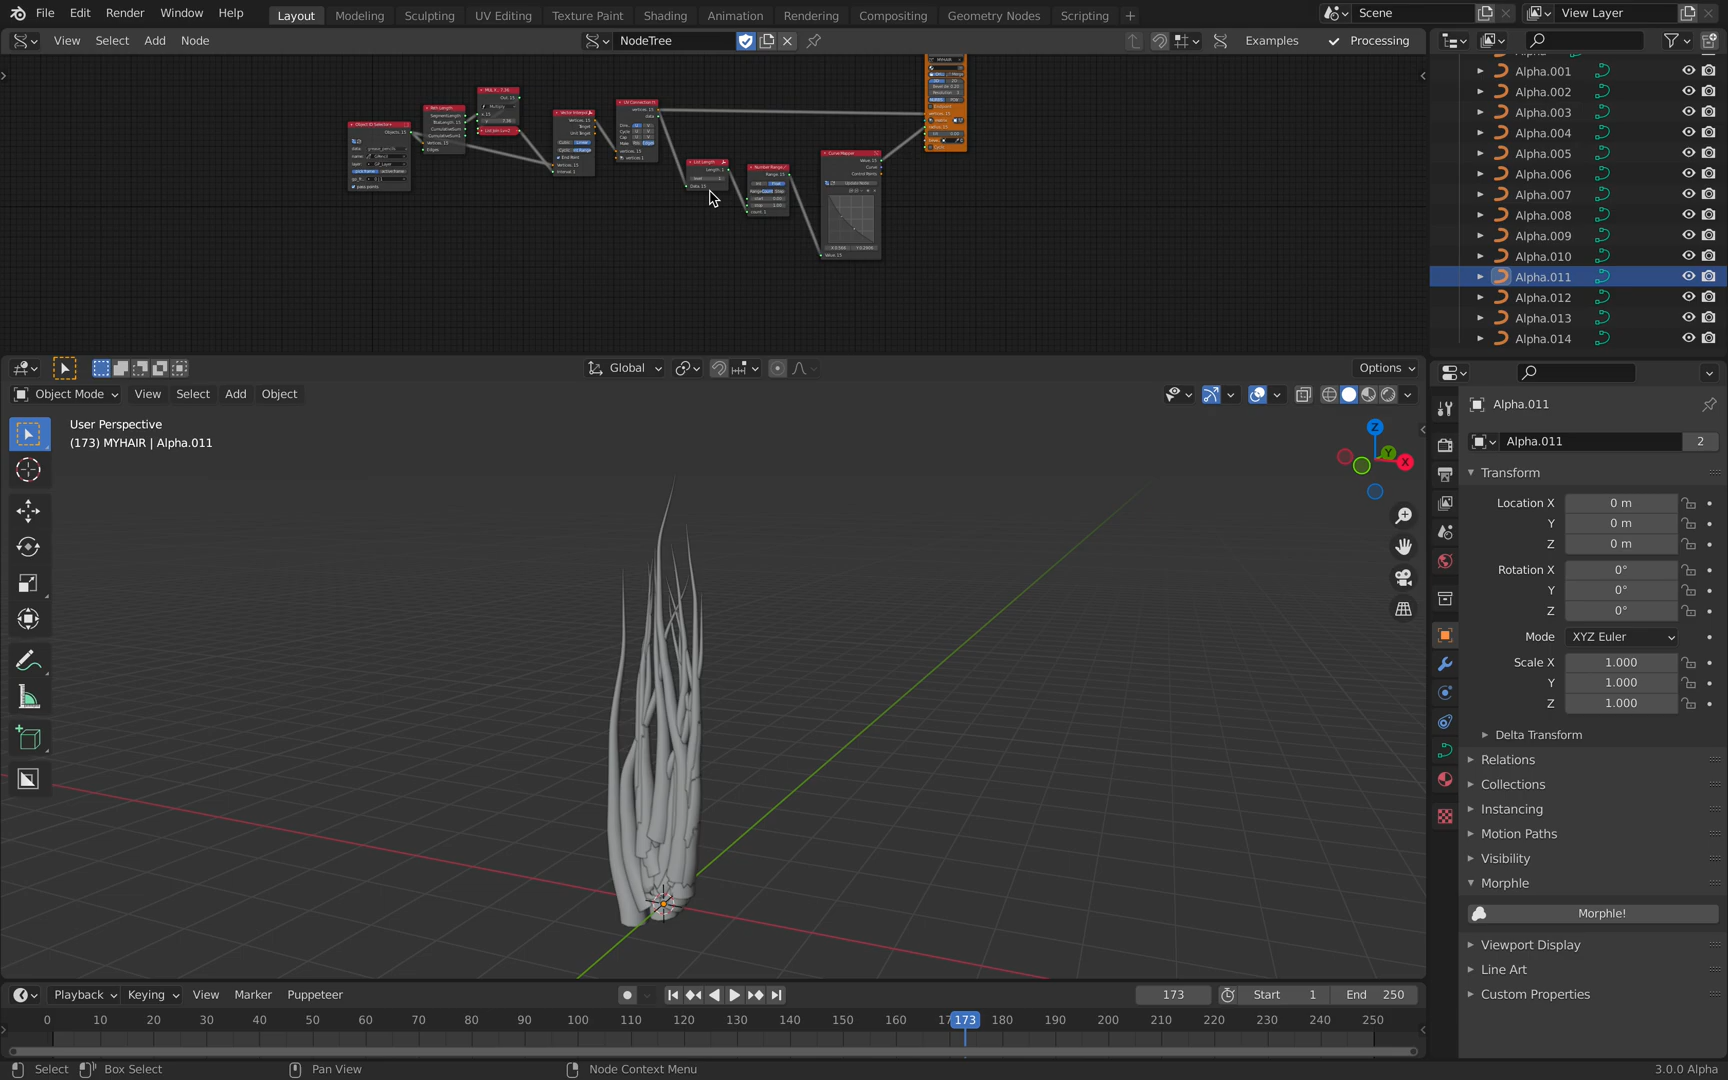 File Edit Render Window Help
Layout Modeling Sculpting UV Editing Texture Paint Shading Animation Rendering Compositing Geometry Nodes Scripting
Scene
View Layer
View Select Add Node
NodeTree
Examples
Processing
Alpha.001
Alpha.002
Alpha.003
Alpha.004
Alpha.005
Alpha.006
Alpha.007
Alpha.008
Alpha.009
Alpha.010
Alpha.011
Alpha.012
Alpha.013
Alpha.014
MYHAIR
Multiply
List Length
Curve Mapper
Global
Options
Object Mode
View Select Add Object
User Perspective
(173) MYHAIR | Alpha.011
Z
Y
X
Alpha.011
Alpha.011 2
Transform
Location X 0 m
Y 0 m
Z 0 m
Rotation X 0°
Y 0°
Z 0°
Mode XYZ Euler
Scale X 1.000
Y 1.000
Z 1.000
Delta Transform
Relations
Collections
Instancing
Motion Paths
Visibility
Morphle
Morphle!
Viewport Display
Line Art
Custom Properties
Playback Keying View Marker Puppeteer
173
Start 1
End 250
0 10 20 30 40 50 60 70 80 90 100 110 120 130 140 150 160 17 173 180 190 200 210 220 230 240 250
Select
Box Select
Pan View
Node Context Menu
3.0.0 Alpha